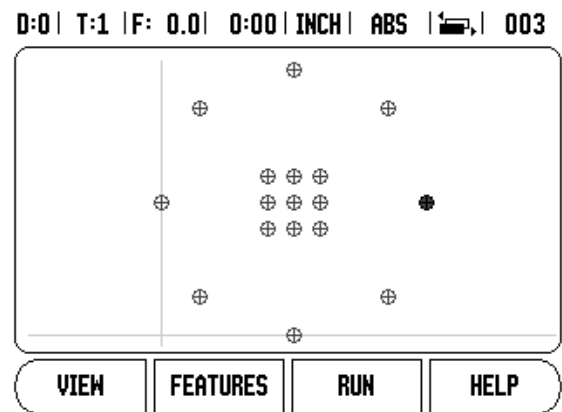 D:0 | T:1 | F: 0.0 | 0:00 | INCH | ABS | 003
VIEW FEATURES RUN HELP